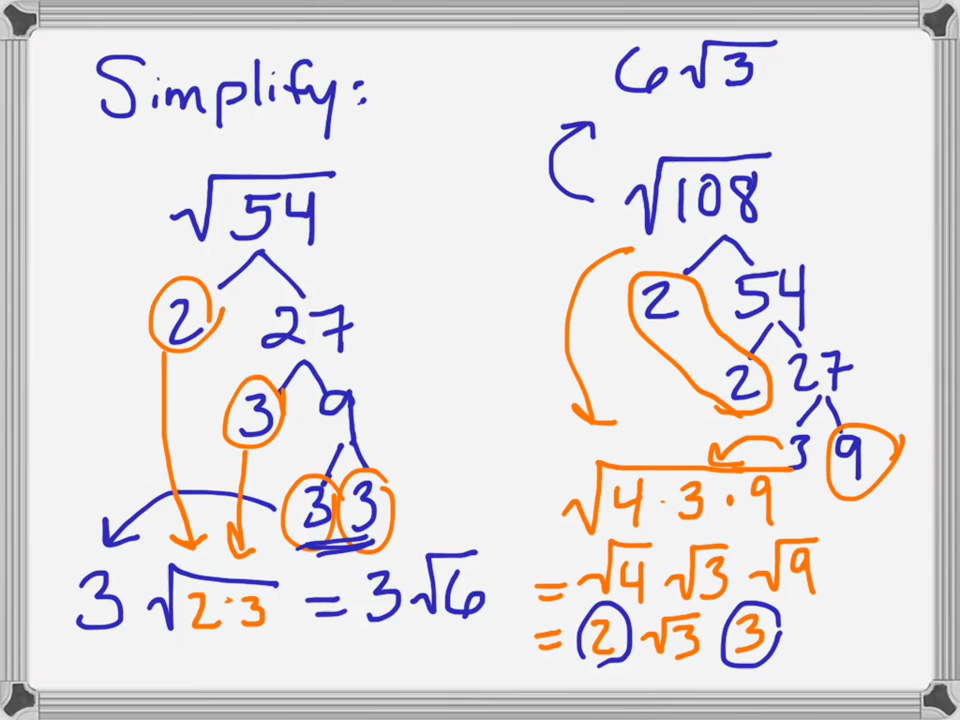 Simplify:
√54
2 27
3 9
3 3
3√2·3 = 3√6
6√3
√108
2 54
2 27
3 9
√4·3·9
= √4 √3 √9
= 2 √3 3